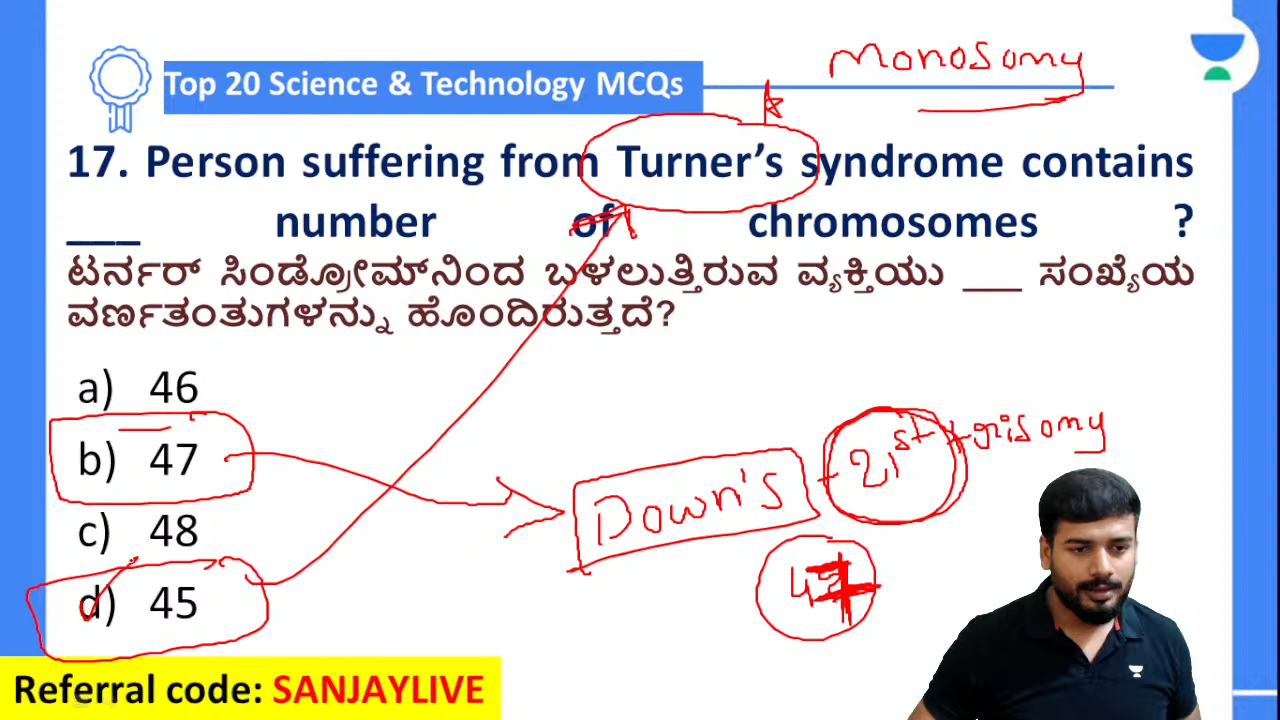 Monosomy
Top 20 Science & Technology MCQs
17. Person suffering from Turner's syndrome contains
___ number of chromosomes ?
ಟರ್ನರ್ ಸಿಂಡ್ರೋಮ್‌ನಿಂದ ಬಳಲುತ್ತಿರುವ ವ್ಯಕ್ತಿಯು ___ ಸಂಖ್ಯೆಯ
ವರ್ಣತಂತುಗಳನ್ನು ಹೊಂದಿರುತ್ತದೆ?
a) 46
b) 47
c) 48
d) 45
Down's - 21st trisomy
47
Referral code: SANJAYLIVE